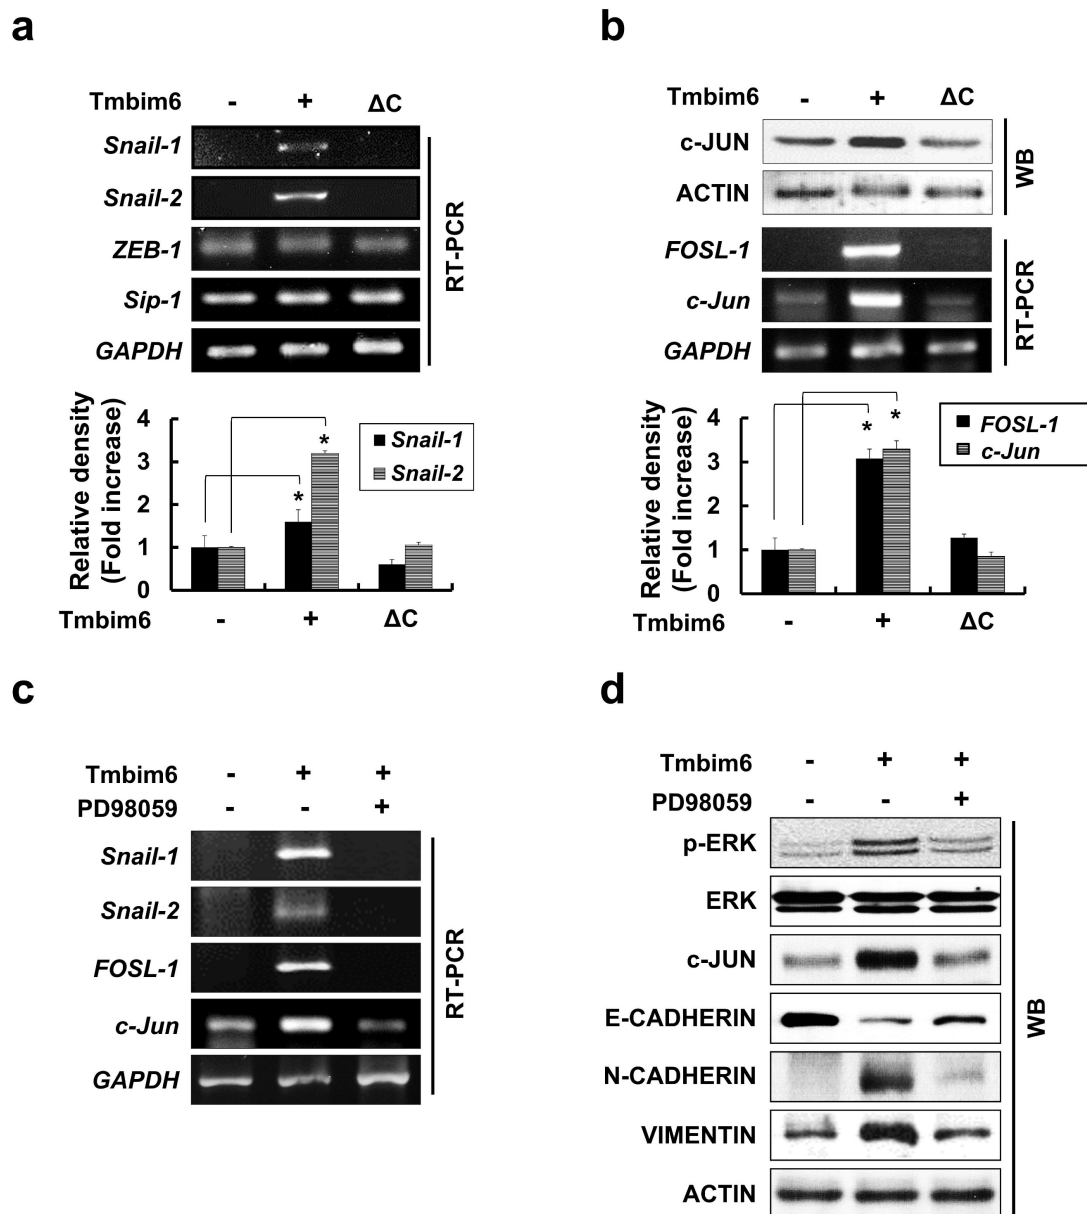 a
Tmbim6 - + ΔC
Snail-1
Snail-2
ZEB-1
Sip-1
GAPDH
RT-PCR
Relative density
(Fold increase)
4
3
2
1
0
* *
Snail-1
Snail-2
Tmbim6 - + ΔC
b
Tmbim6 - + ΔC
c-JUN
ACTIN
WB
FOSL-1
c-Jun
GAPDH
RT-PCR
Relative density
(Fold increase)
4
3
2
1
0
* *
FOSL-1
c-Jun
Tmbim6 - + ΔC
c
Tmbim6 - + +
PD98059 - - +
Snail-1
Snail-2
FOSL-1
c-Jun
GAPDH
RT-PCR
d
Tmbim6 - + +
PD98059 - - +
p-ERK
ERK
c-JUN
E-CADHERIN
N-CADHERIN
VIMENTIN
ACTIN
WB